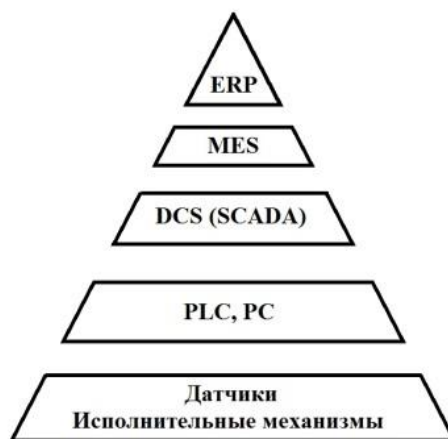 ERP
MES
DCS (SCADA)
PLC, PC
Датчики
Исполнительные механизмы